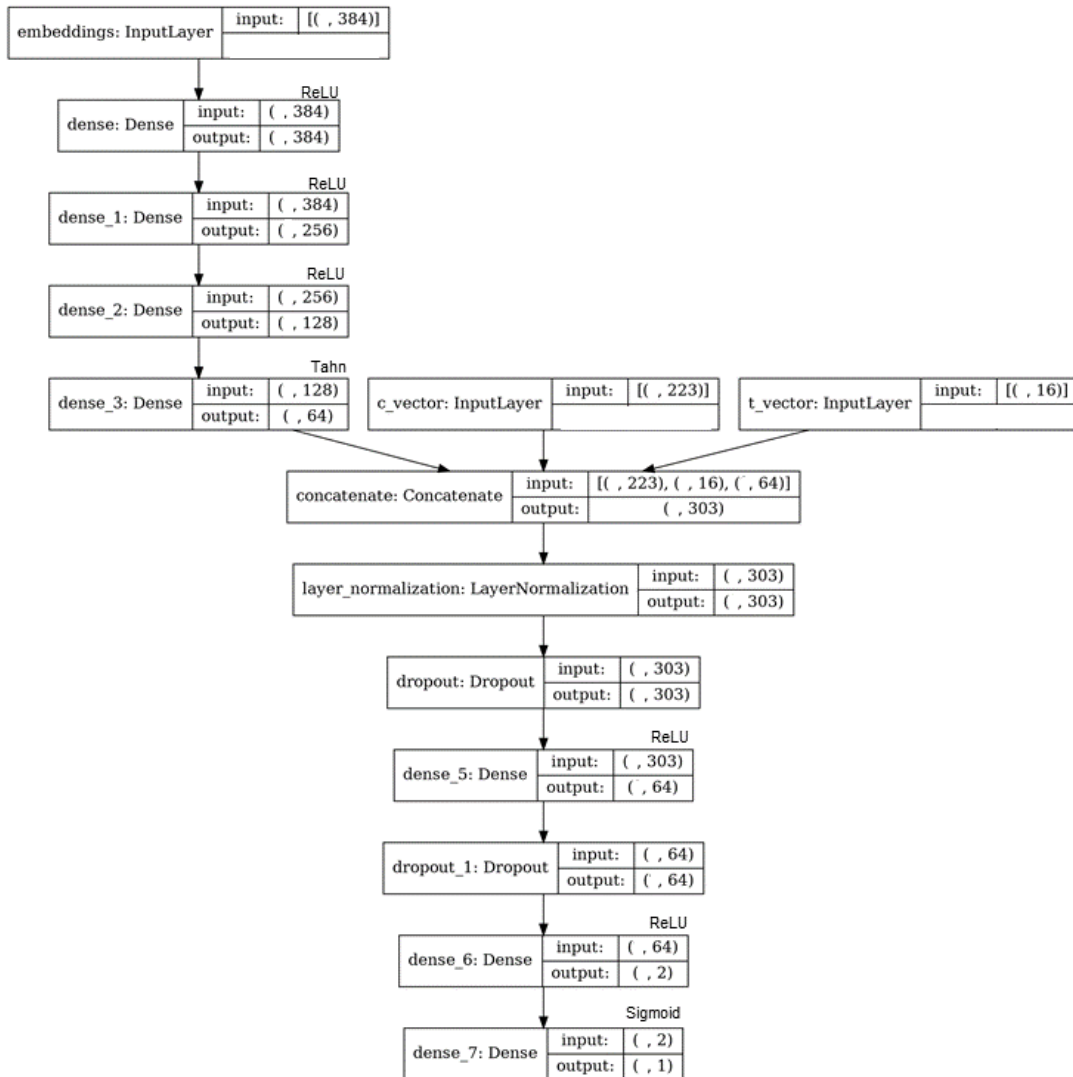 embeddings: InputLayer input: [( , 384)]
ReLU
dense: Dense input: ( , 384)
output: ( , 384)
ReLU
dense_1: Dense input: ( , 384)
output: ( , 256)
ReLU
dense_2: Dense input: ( , 256)
output: ( , 128)
Tahn
dense_3: Dense input: ( , 128)
output: ( , 64)
c_vector: InputLayer input: [( , 223)]
t_vector: InputLayer input: [( , 16)]
concatenate: Concatenate input: [( , 223), ( , 16), ( , 64)]
output: ( , 303)
layer_normalization: LayerNormalization input: ( , 303)
output: ( , 303)
dropout: Dropout input: ( , 303)
output: ( , 303)
ReLU
dense_5: Dense input: ( , 303)
output: ( , 64)
dropout_1: Dropout input: ( , 64)
output: ( , 64)
ReLU
dense_6: Dense input: ( , 64)
output: ( , 2)
Sigmoid
dense_7: Dense input: ( , 2)
output: ( , 1)